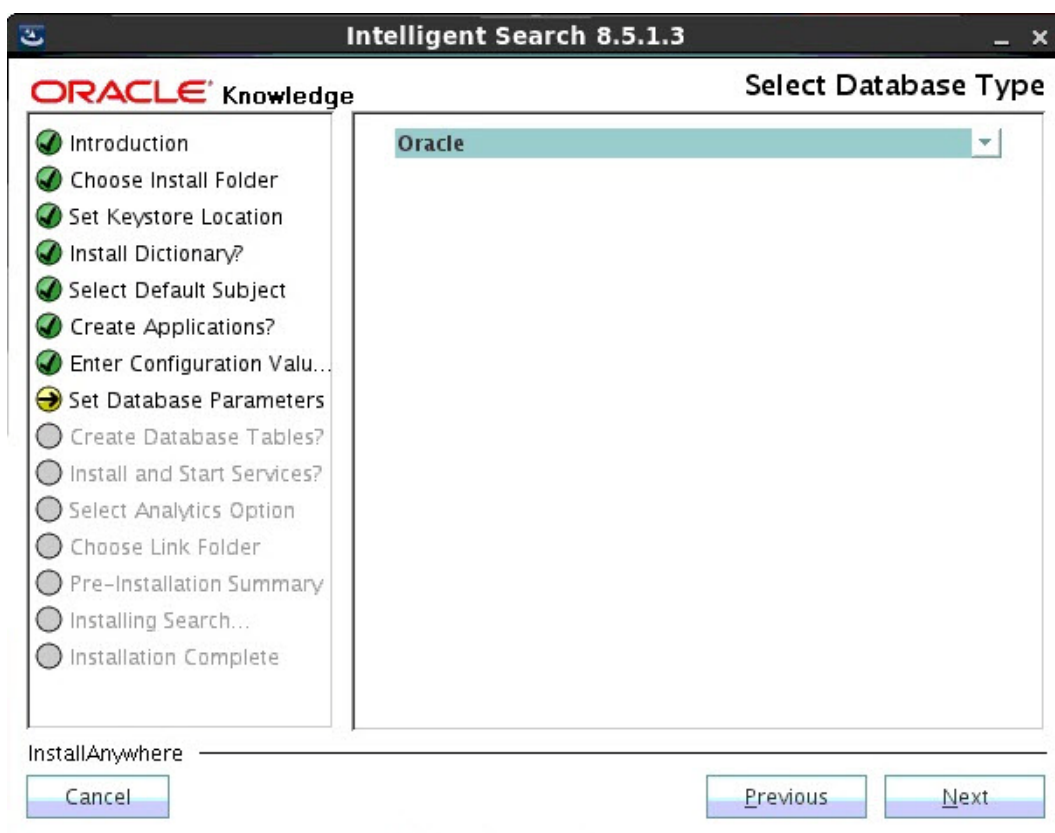 Intelligent Search 8.5.1.3
ORACLE Knowledge
Select Database Type
Introduction
Choose Install Folder
Set Keystore Location
Install Dictionary?
Select Default Subject
Create Applications?
Enter Configuration Valu...
Set Database Parameters
Create Database Tables?
Install and Start Services?
Select Analytics Option
Choose Link Folder
Pre-Installation Summary
Installing Search...
Installation Complete
Oracle
InstallAnywhere
Cancel
Previous
Next